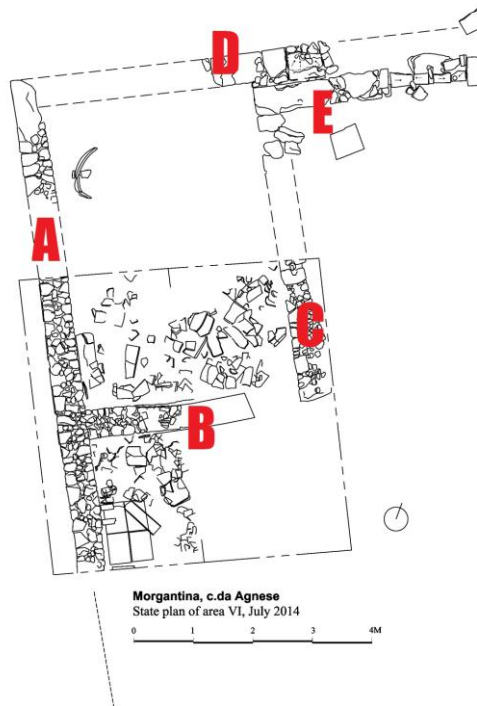 D
E
A
C
B
Morgantina, c.da Agnese
State plan of area VI, July 2014
0 1 2 3 4M